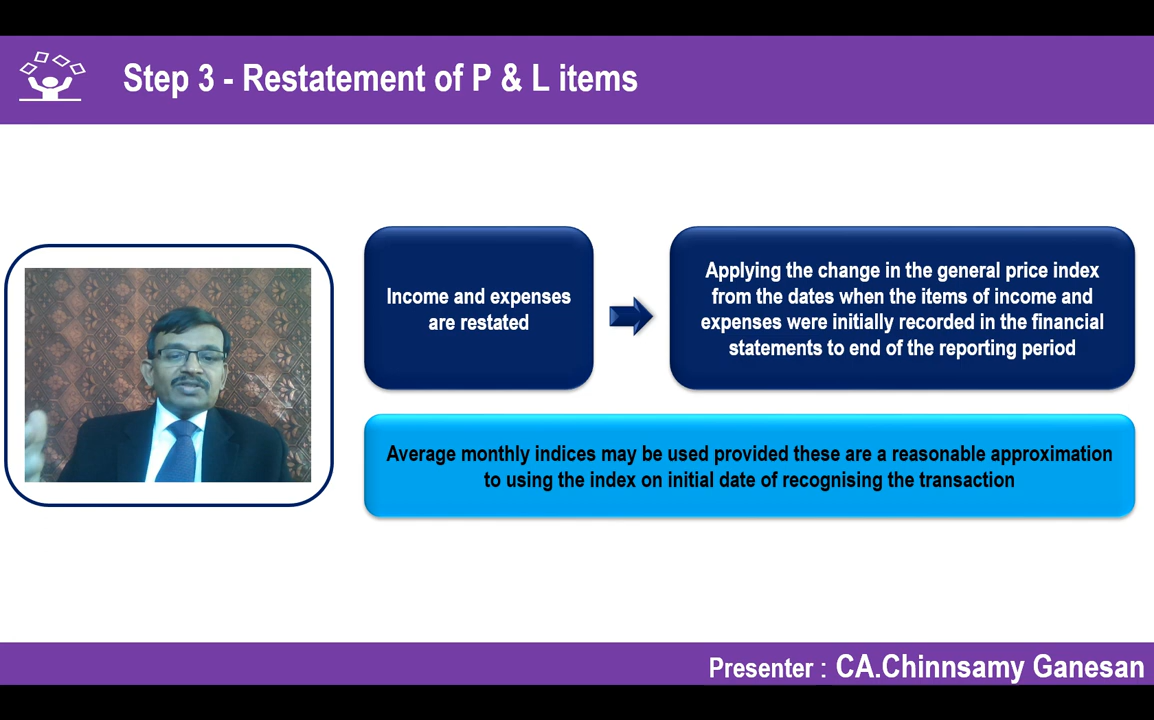 Step 3 - Restatement of P & L items
Income and expenses
are restated
Applying the change in the general price index
from the dates when the items of income and
expenses were initially recorded in the financial
statements to end of the reporting period
Average monthly indices may be used provided these are a reasonable approximation
to using the index on initial date of recognising the transaction
Presenter : CA.Chinnsamy Ganesan